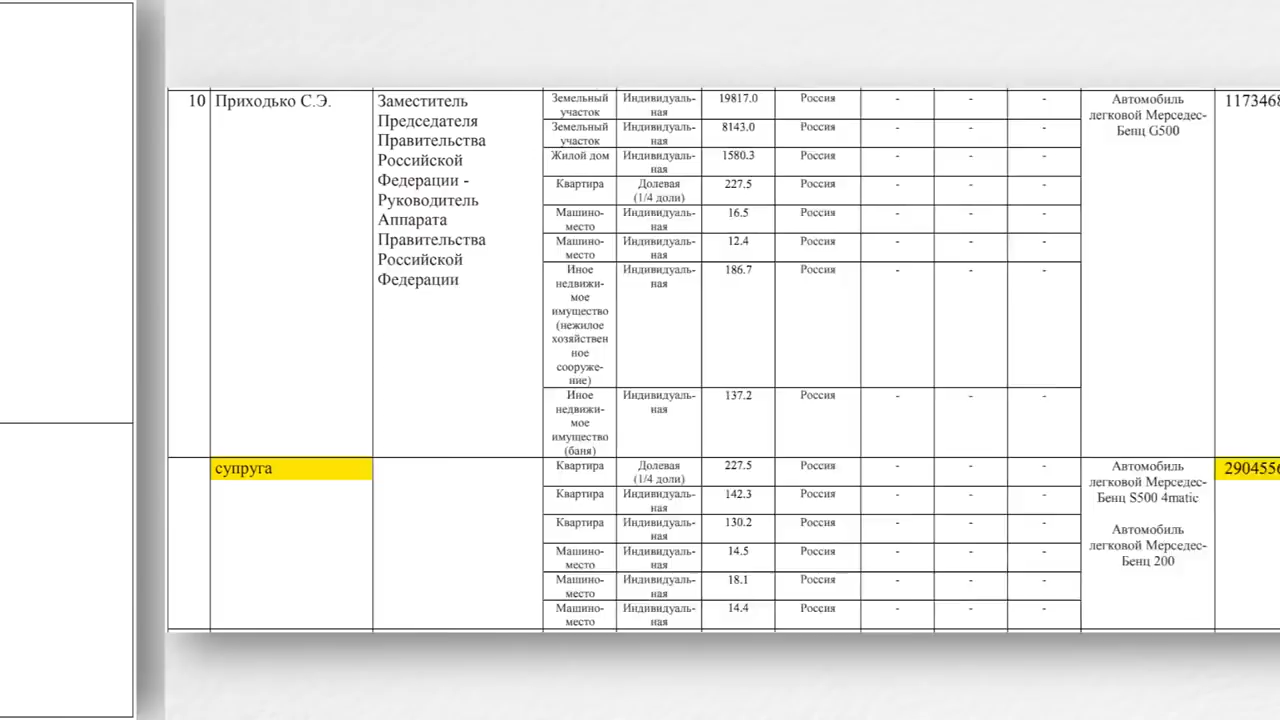 10 Приходько С.Э. Заместитель Председателя Правительства Российской Федерации - Руководитель Аппарата Правительства Российской Федерации
Земельный участок Индивидуаль-ная 19817.0 Россия - - - Автомобиль легковой Мерседес-Бенц G500 1173468
Земельный участок Индивидуаль-ная 8143.0 Россия - - -
Жилой дом Индивидуаль-ная 1580.3 Россия - - -
Квартира Долевая (1/4 доли) 227.5 Россия - - -
Машино-место Индивидуаль-ная 16.5 Россия - - -
Машино-место Индивидуаль-ная 12.4 Россия - - -
Иное недвижи-мое имущество (нежилое хозяйствен ное сооруже-ние) Индивидуаль-ная 186.7 Россия - - -
Иное недвижи-мое имущество (баня) Индивидуаль-ная 137.2 Россия - - -
супруга
Квартира Долевая (1/4 доли) 227.5 Россия - - - Автомобиль легковой Мерседес-Бенц S500 4matic 2904556
Квартира Индивидуаль-ная 142.3 Россия - - -
Квартира Индивидуаль-ная 130.2 Россия - - - Автомобиль легковой Мерседес-Бенц 200
Машино-место Индивидуаль-ная 14.5 Россия - - -
Машино-место Индивидуаль-ная 18.1 Россия - - -
Машино-место Индивидуаль-ная 14.4 Россия - - -